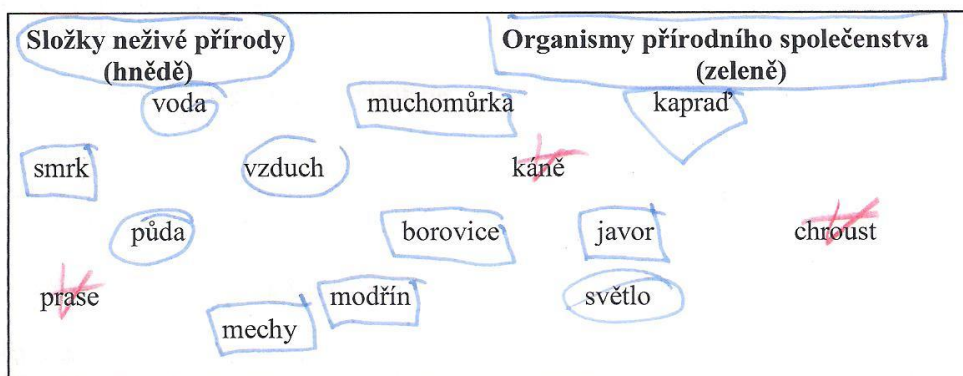 Složky neživé přírody
(hnědě)
Organismy přírodního společenstva
(zeleně)
voda
muchomůrka
kapraď
smrk
vzduch
káně
půda
borovice
javor
chroust
prase
modřín
světlo
mechy